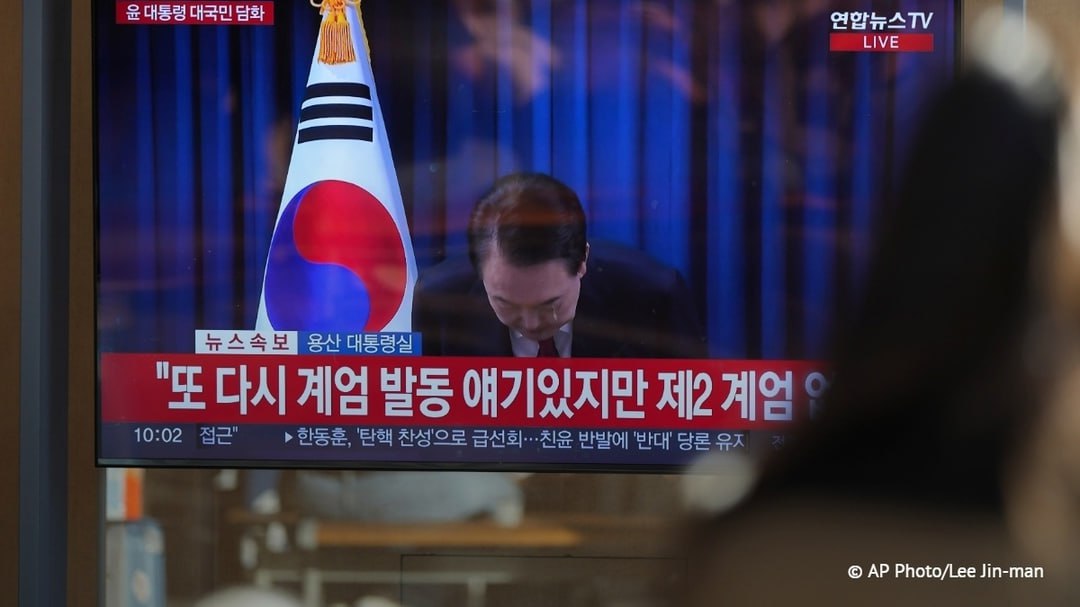 윤 대통령 대국민 담화
연합뉴스TV
LIVE
뉴스속보 용산 대통령실
"또 다시 계엄 발동 얘기있지만 제2 계엄
10:02 접근" ▶한동훈, '탄핵 찬성'으로 급선회…친윤 반발에 '반대' 당론 유지
© AP Photo/Lee Jin-man